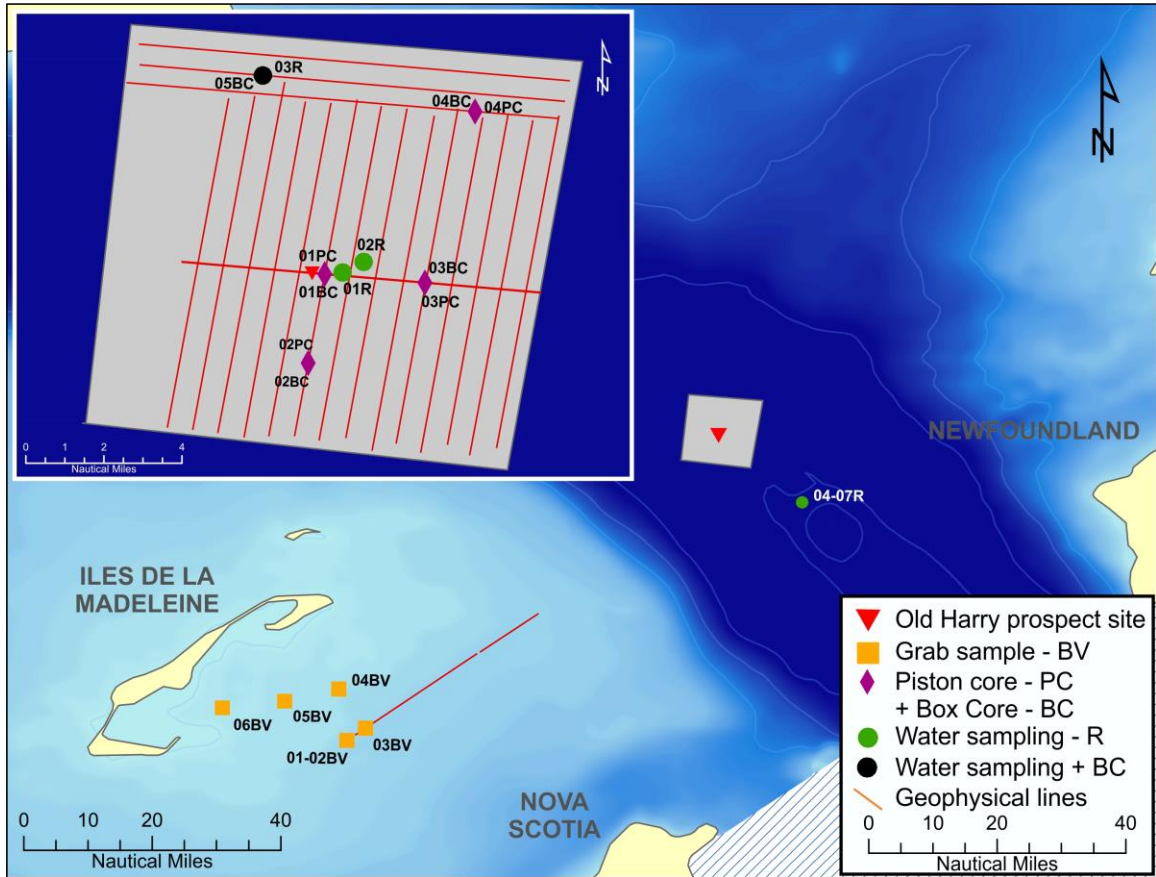 03R
05BC
N
04BC 04PC
02R
01PC
03BC
01BC 01R
03PC
02PC
02BC
0 1 2 4
Nautical Miles
N
NEWFOUNDLAND
04-07R
ILES DE LA
MADELEINE
04BV
05BV
06BV
03BV
01-02BV
NOVA
SCOTIA
0 10 20 40
Nautical Miles
Old Harry prospect site
Grab sample - BV
Piston core - PC
+ Box Core - BC
Water sampling - R
Water sampling + BC
Geophysical lines
0 10 20 40
Nautical Miles